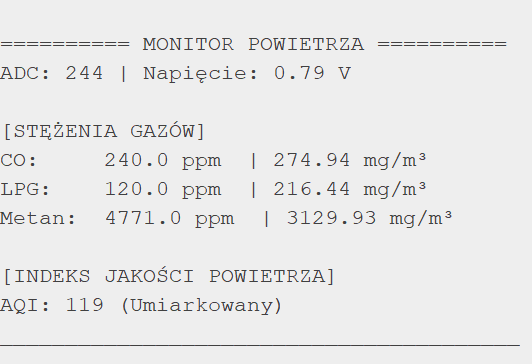 ========== MONITOR POWIETRZA ==========
ADC: 244 | Napięcie: 0.79 V
[STĘŻENIA GAZÓW]
CO: 240.0 ppm | 274.94 mg/m³
LPG: 120.0 ppm | 216.44 mg/m³
Metan: 4771.0 ppm | 3129.93 mg/m³
[INDEKS JAKOŚCI POWIETRZA]
AQI: 119 (Umiarkowany)
________________________________________